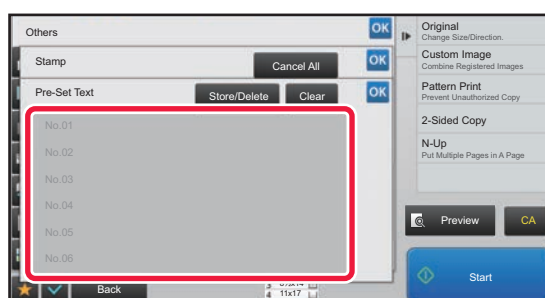 Others
OK
Stamp
Cancel All
OK
Pre-Set Text
Store/Delete
Clear
OK
No.01
No.02
No.03
No.04
No.05
No.06
Back
4 11x17
Original
Change Size/Direction.
Custom Image
Combine Registered Images
Pattern Print
Prevent Unauthorized Copy
2-Sided Copy
N-Up
Put Multiple Pages in A Page
Preview
CA
Start